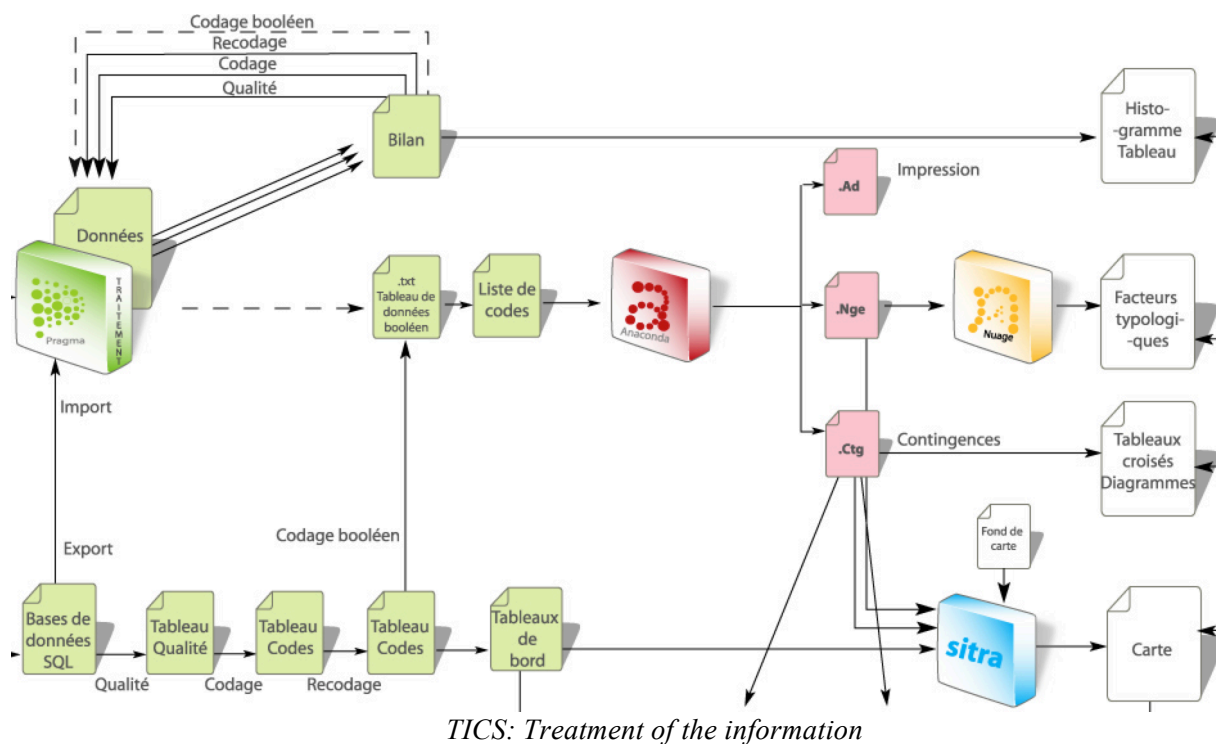 Codage booléen
Recodage
Codage
Qualité
Bilan
Histo-
-gramme
Tableau
.Ad
Impression
Données
TRAITEMENT
Pragma
.txt
Tableau de
données
booléen
Liste de
codes
Anaconda
.Nge
Nuage
Facteurs
typologi-
-ques
Import
.Ctg
Contingences
Tableaux
croisés
Diagrammes
Export
Codage booléen
Fond de
carte
Bases de
données
SQL
Tableau
Qualité
Tableau
Codes
Tableau
Codes
Tableaux
de
bord
sitra
Carte
Qualité
Codage
Recodage
TICS: Treatment of the information